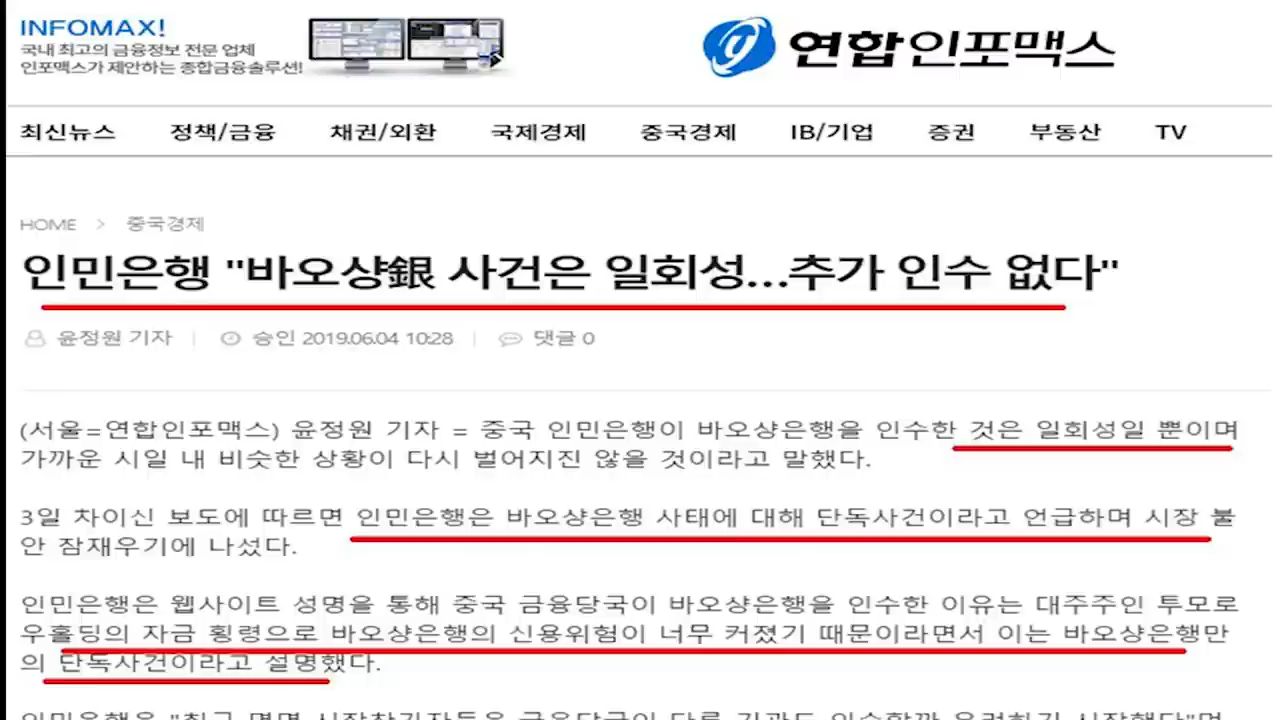 INFOMAX!
국내 최고의 금융정보 전문 업체
인포맥스가 제안하는 종합금융솔루션!
연합인포맥스
최신뉴스 정책/금융 채권/외환 국제경제 중국경제 IB/기업 증권 부동산 TV
HOME > 중국경제
인민은행 "바오샹銀 사건은 일회성...추가 인수 없다"
윤정원 기자 | 승인 2019.06.04 10:28 | 댓글 0
(서울=연합인포맥스) 윤정원 기자 = 중국 인민은행이 바오샹은행을 인수한 것은 일회성일 뿐이며
가까운 시일 내 비슷한 상황이 다시 벌어지진 않을 것이라고 말했다.
3일 차이신 보도에 따르면 인민은행은 바오샹은행 사태에 대해 단독사건이라고 언급하며 시장 불
안 잠재우기에 나섰다.
인민은행은 웹사이트 성명을 통해 중국 금융당국이 바오샹은행을 인수한 이유는 대주주인 투모로
우홀딩의 자금 횡령으로 바오샹은행의 신용위험이 너무 커졌기 때문이라면서 이는 바오샹은행만
의 단독사건이라고 설명했다.